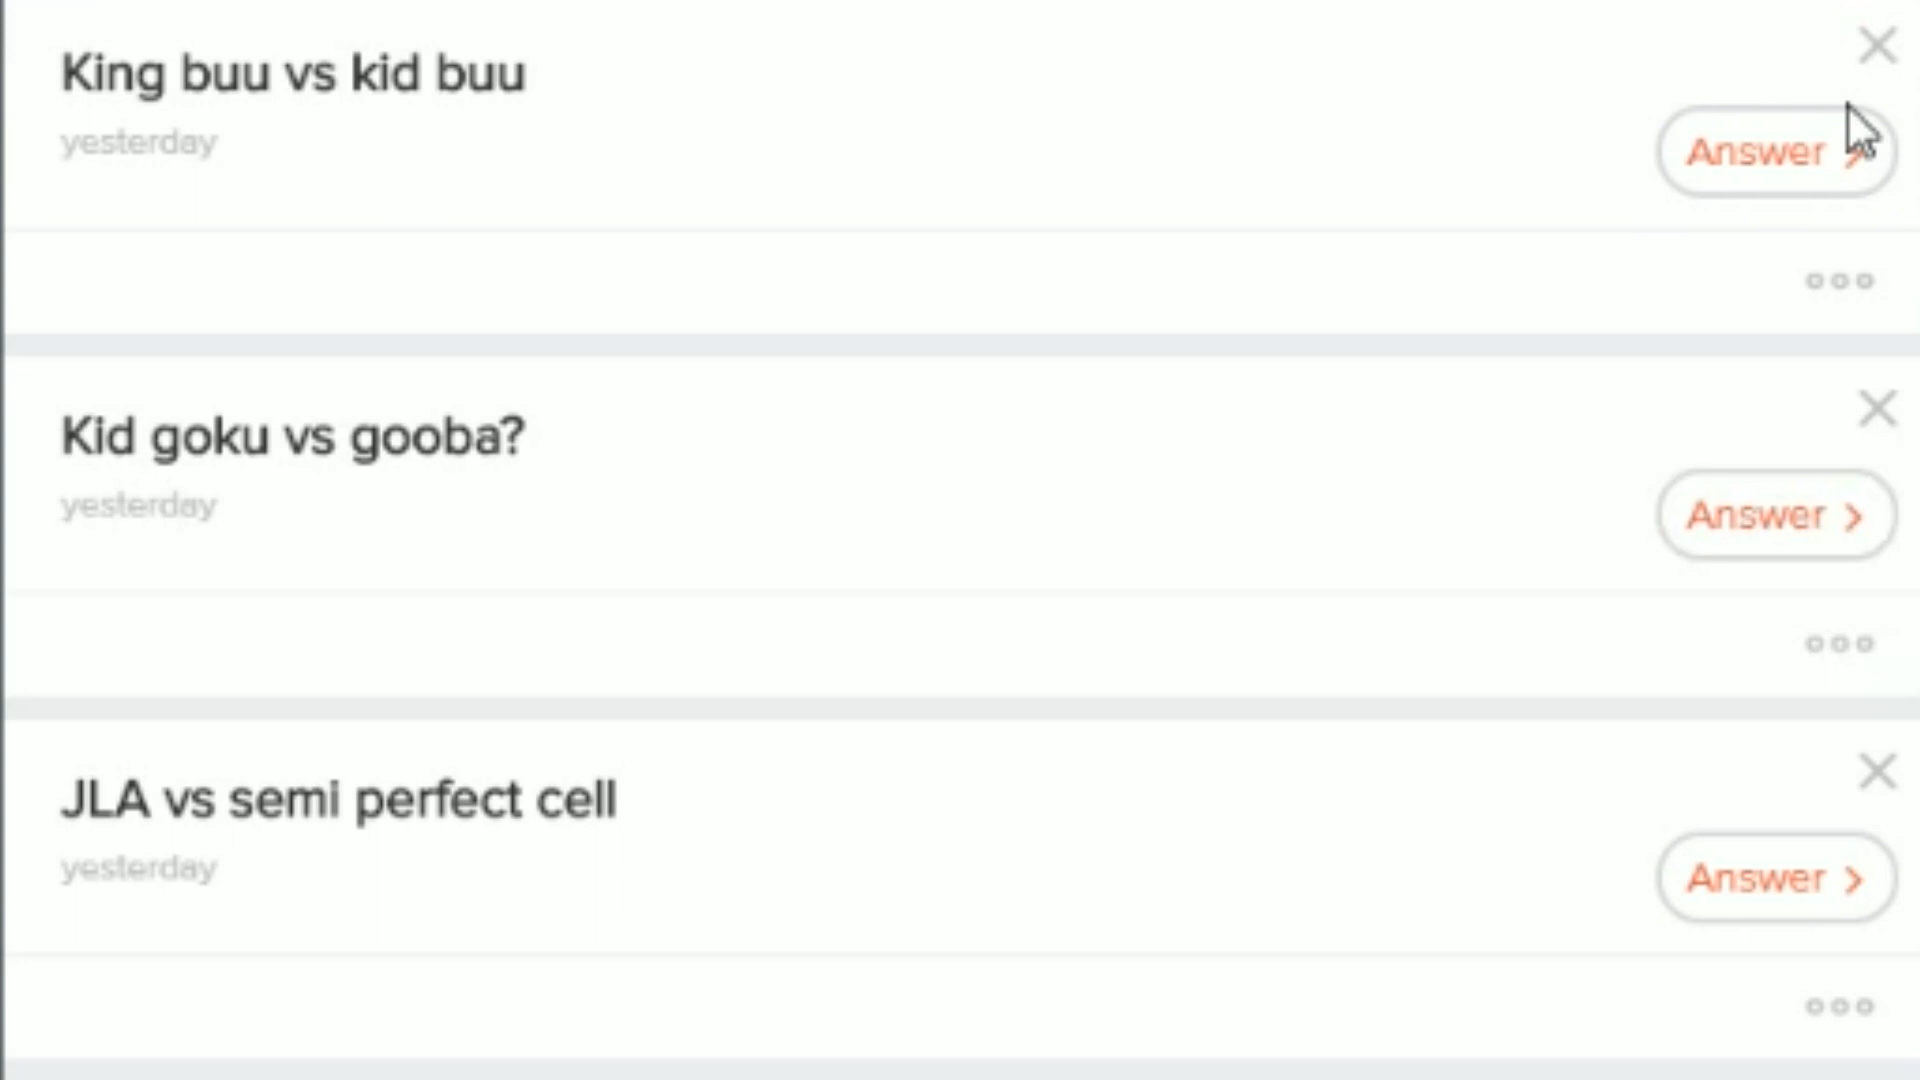 King buu vs kid buu
yesterday
Answer
Kid goku vs gooba?
yesterday
Answer
JLA vs semi perfect cell
yesterday
Answer